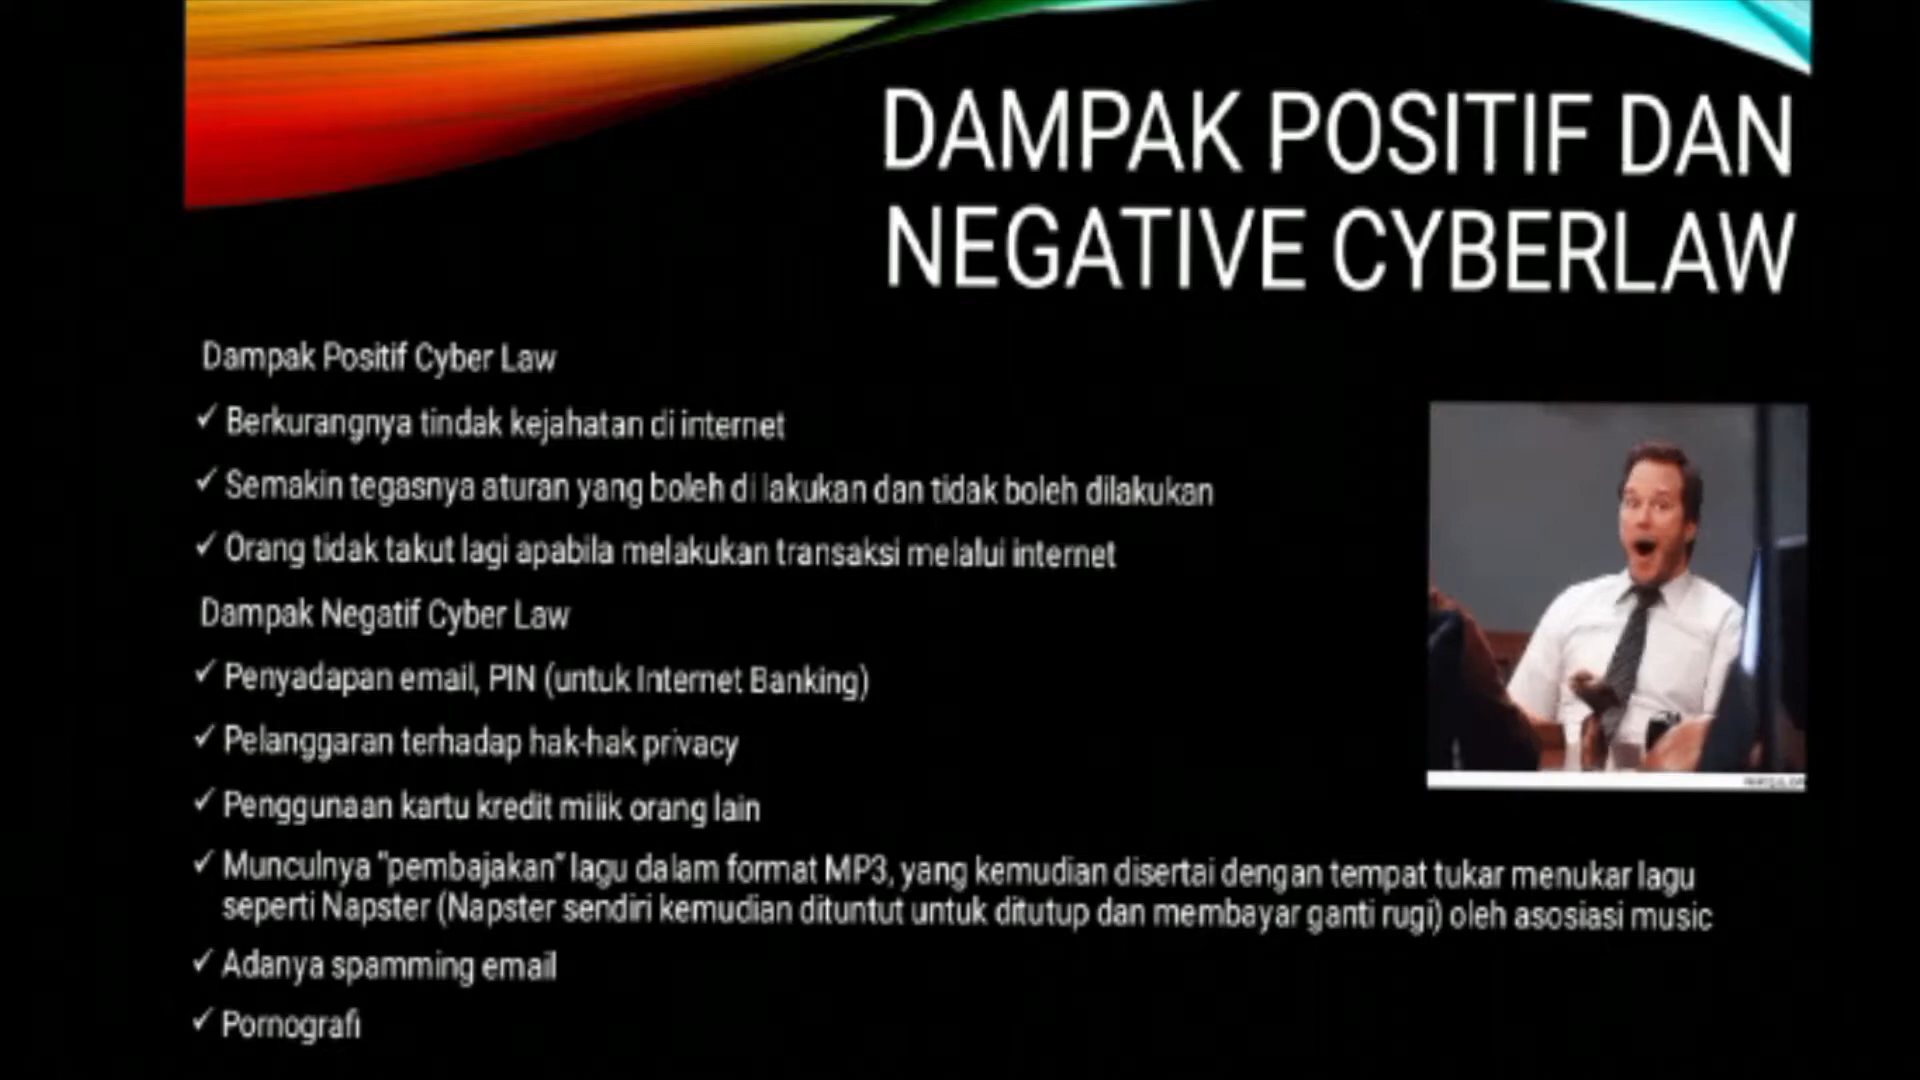 DAMPAK POSITIF DAN
NEGATIVE CYBERLAW
Dampak Positif Cyber Law
✓ Berkurangnya tindak kejahatan di internet
✓ Semakin tegasnya aturan yang boleh di lakukan dan tidak boleh dilakukan
✓ Orang tidak takut lagi apabila melakukan transaksi melalui internet
Dampak Negatif Cyber Law
✓ Penyadapan email, PIN (untuk Internet Banking)
✓ Pelanggaran terhadap hak-hak privacy
✓ Penggunaan kartu kredit milik orang lain
✓ Munculnya "pembajakan" lagu dalam format MP3, yang kemudian disertai dengan tempat tukar menukar lagu
seperti Napster (Napster sendiri kemudian dituntut untuk ditutup dan membayar ganti rugi) oleh asosiasi music
✓ Adanya spamming email
✓ Pornografi